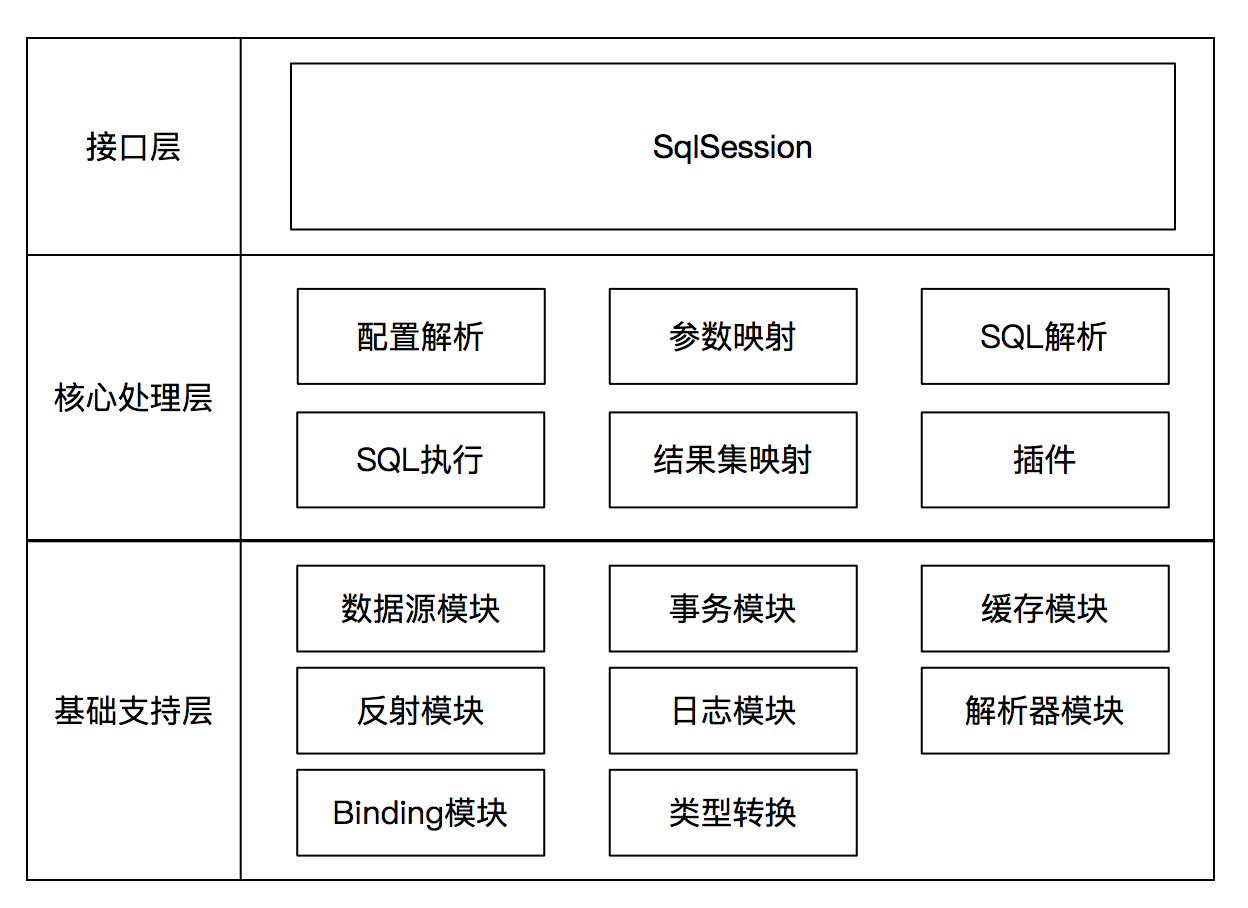 接口层
SqlSession
核心处理层
配置解析
参数映射
SQL解析
SQL执行
结果集映射
插件
基础支持层
数据源模块
事务模块
缓存模块
反射模块
日志模块
解析器模块
Binding模块
类型转换